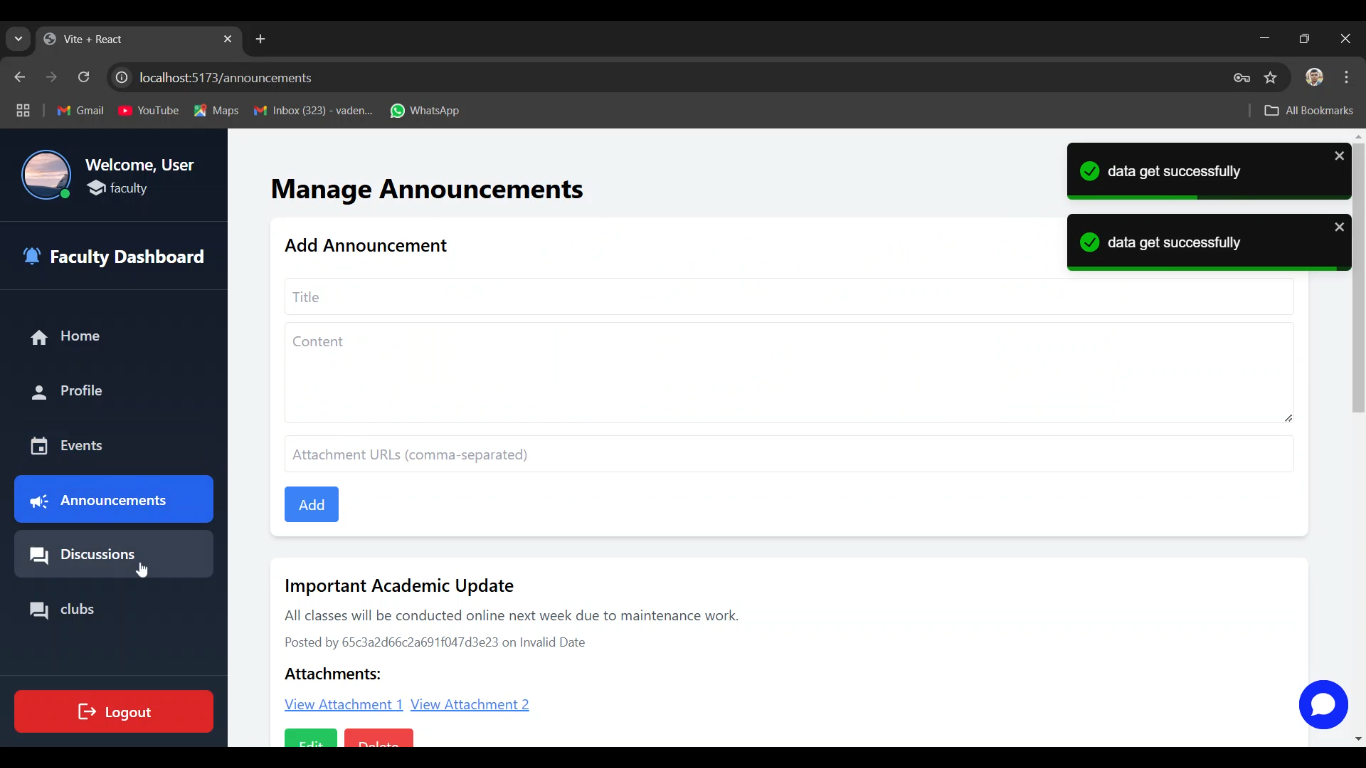 Vite + React
localhost:5173/announcements
Gmail YouTube Maps Inbox (323) - vaden... WhatsApp All Bookmarks
Welcome, User
faculty
Faculty Dashboard
Home
Profile
Events
Announcements
Discussions
clubs
Logout
Manage Announcements
data get successfully
data get successfully
Add Announcement
Title
Content
Attachment URLs (comma-separated)
Add
Important Academic Update
All classes will be conducted online next week due to maintenance work.
Posted by 65c3a2d66c2a691f047d3e23 on Invalid Date
Attachments:
View Attachment 1 View Attachment 2
Edit Delete